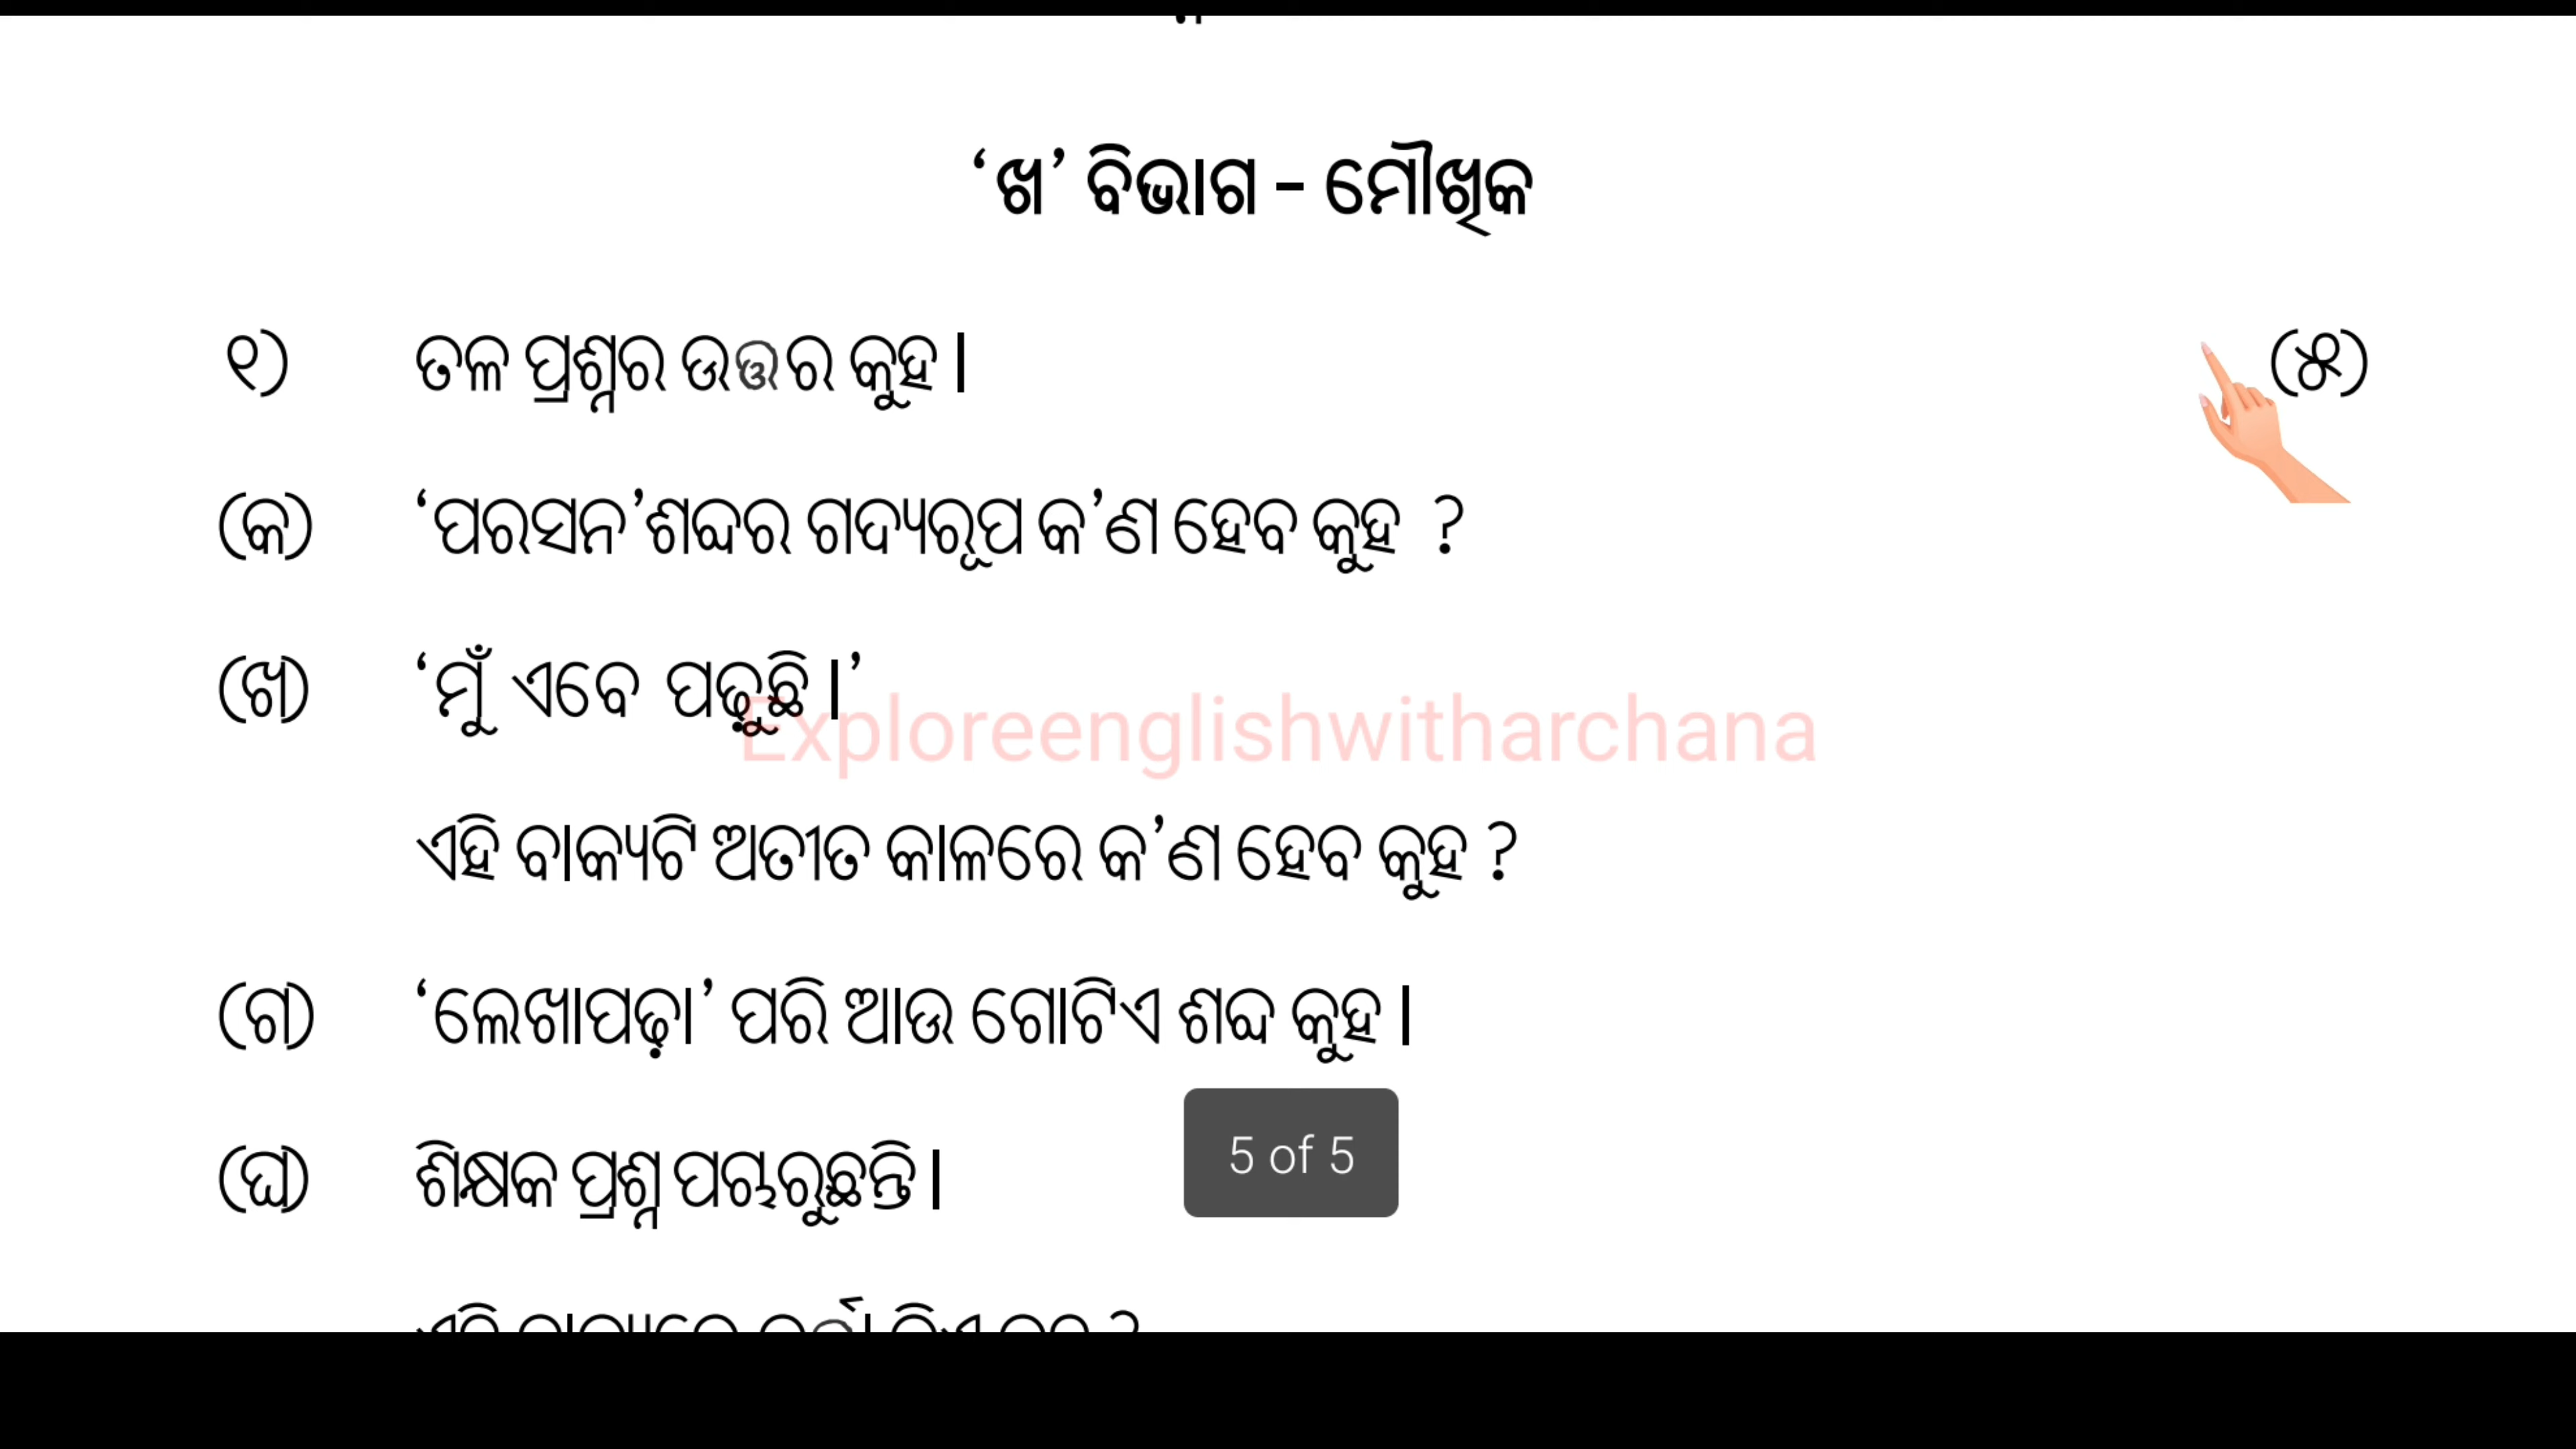 ‘ଖ’ ବିଭାଗ - ମୌଖିକ
୧) ତଳ ପ୍ରଶ୍ନର ଉତ୍ତର କୁହ । (୫)
(କ) ‘ପରସନ’ଶବ୍ଦର ଗଦ୍ୟରୂପ କ’ଣ ହେବ କୁହ ?
(ଖ) ‘ମୁଁ ଏବେ ପଢ଼ୁଛି ।’
Exploreenglishwitharchana
ଏହି ବାକ୍ୟଟି ଅତୀତ କାଳରେ କ’ଣ ହେବ କୁହ ?
(ଗ) ‘ଲେଖାପଢ଼ା’ ପରି ଆଉ ଗୋଟିଏ ଶବ୍ଦ କୁହ ।
(ଘ) ଶିକ୍ଷକ ପ୍ରଶ୍ନ ପଚାରୁଛନ୍ତି ।
5 of 5